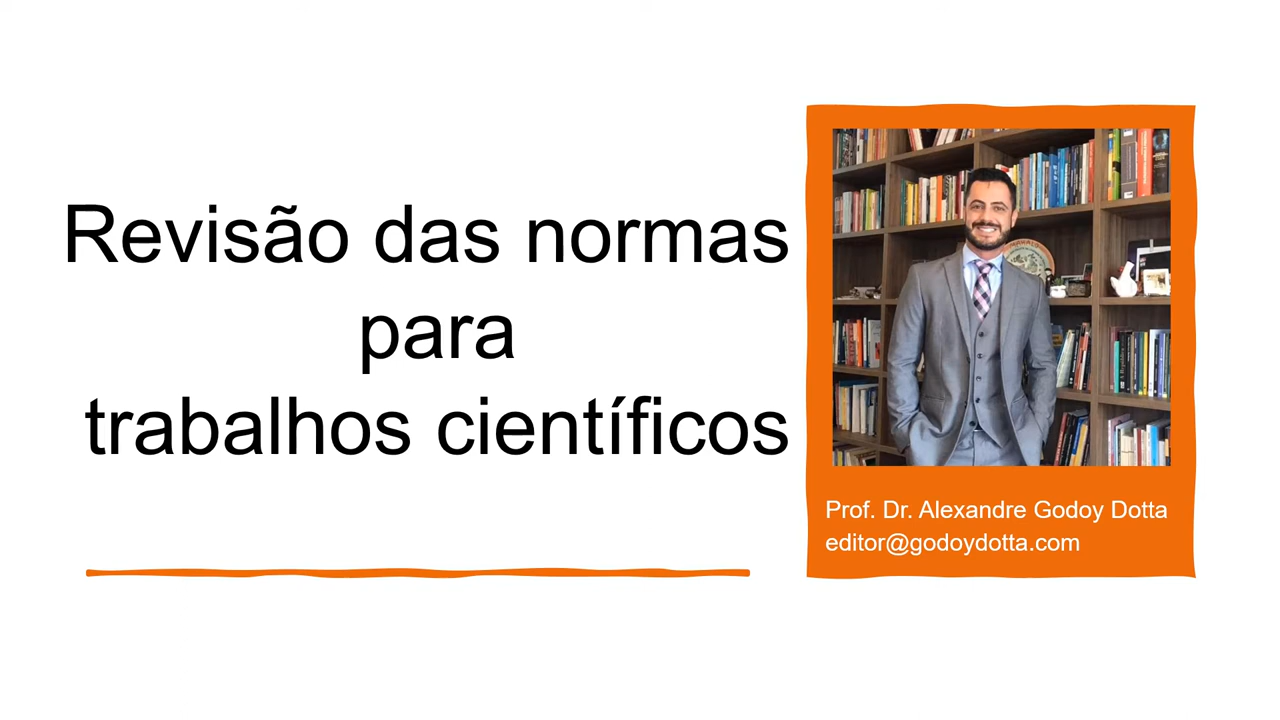 Revisão das normas
para
trabalhos científicos
Prof. Dr. Alexandre Godoy Dotta
editor@godoydotta.com